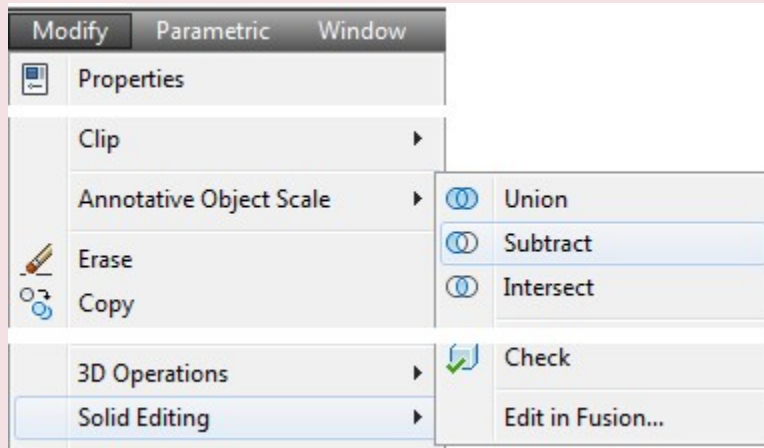 Modify Parametric Window
Properties
Clip
Annotative Object Scale
Erase
Copy
3D Operations
Solid Editing
Union
Subtract
Intersect
Check
Edit in Fusion...